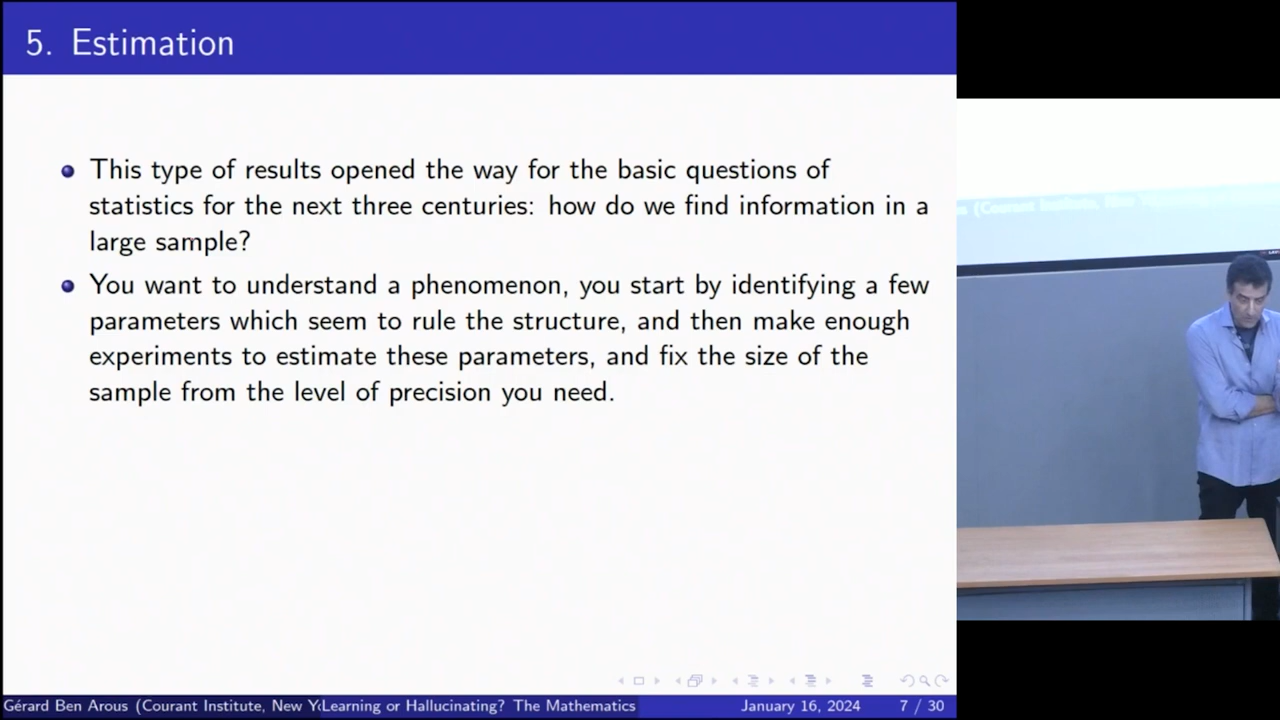 5. Estimation
This type of results opened the way for the basic questions of
statistics for the next three centuries: how do we find information in a
large sample?
You want to understand a phenomenon, you start by identifying a few
parameters which seem to rule the structure, and then make enough
experiments to estimate these parameters, and fix the size of the
sample from the level of precision you need.
Gérard Ben Arous (Courant Institute, New Y
Learning or Hallucinating? The Mathematics
January 16, 2024
7 / 30
(Courant Institute,